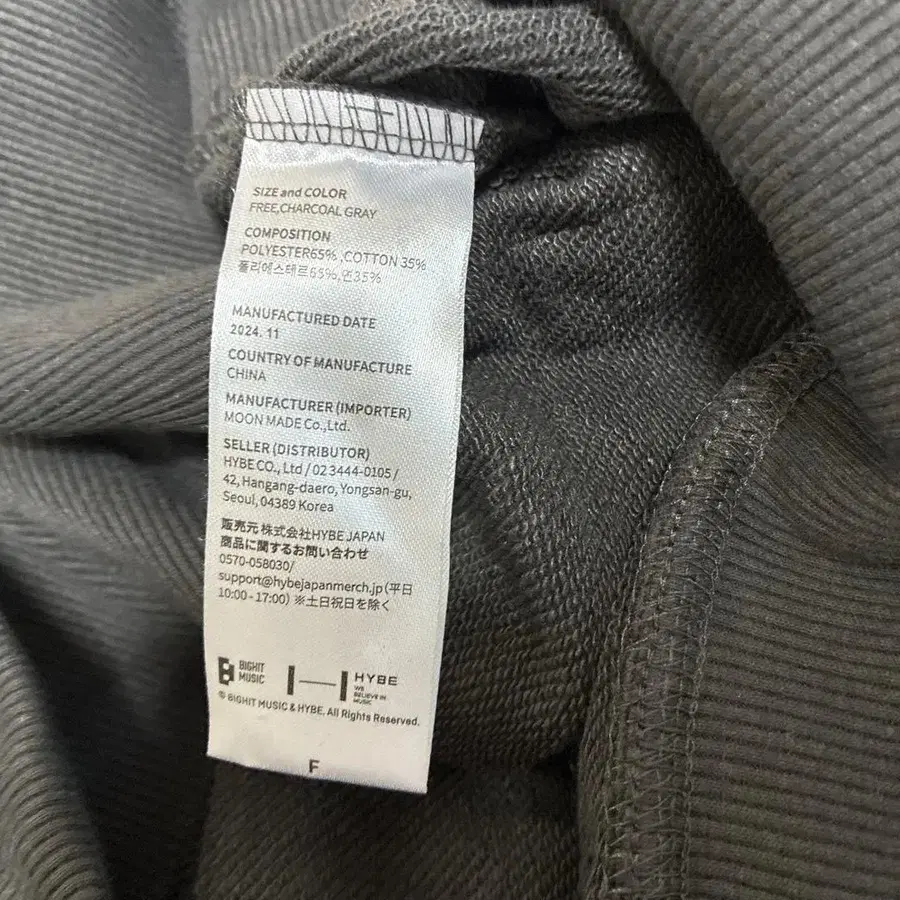 SIZE and COLOR
FREE,CHARCOAL GRAY
COMPOSITION
POLYESTER65% ,COTTON 35%
폴리에스테르65%,면35%
MANUFACTURED DATE
2024. 11
COUNTRY OF MANUFACTURE
CHINA
MANUFACTURER (IMPORTER)
MOON MADE Co.,Ltd.
SELLER (DISTRIBUTOR)
HYBE CO., Ltd / 02 3444-0105 /
42, Hangang-daero, Yongsan-gu,
Seoul, 04389 Korea
販売元 株式会社HYBE JAPAN
商品に関するお問い合わせ
0570-058030/
support@hybejapanmerch.jp (平日
10:00 - 17:00) ※土日祝日を除く
BIGHIT
MUSIC
HYBE
WE
BELIEVE IN
MUSIC
© BIGHIT MUSIC & HYBE. All Rights Reserved.
F